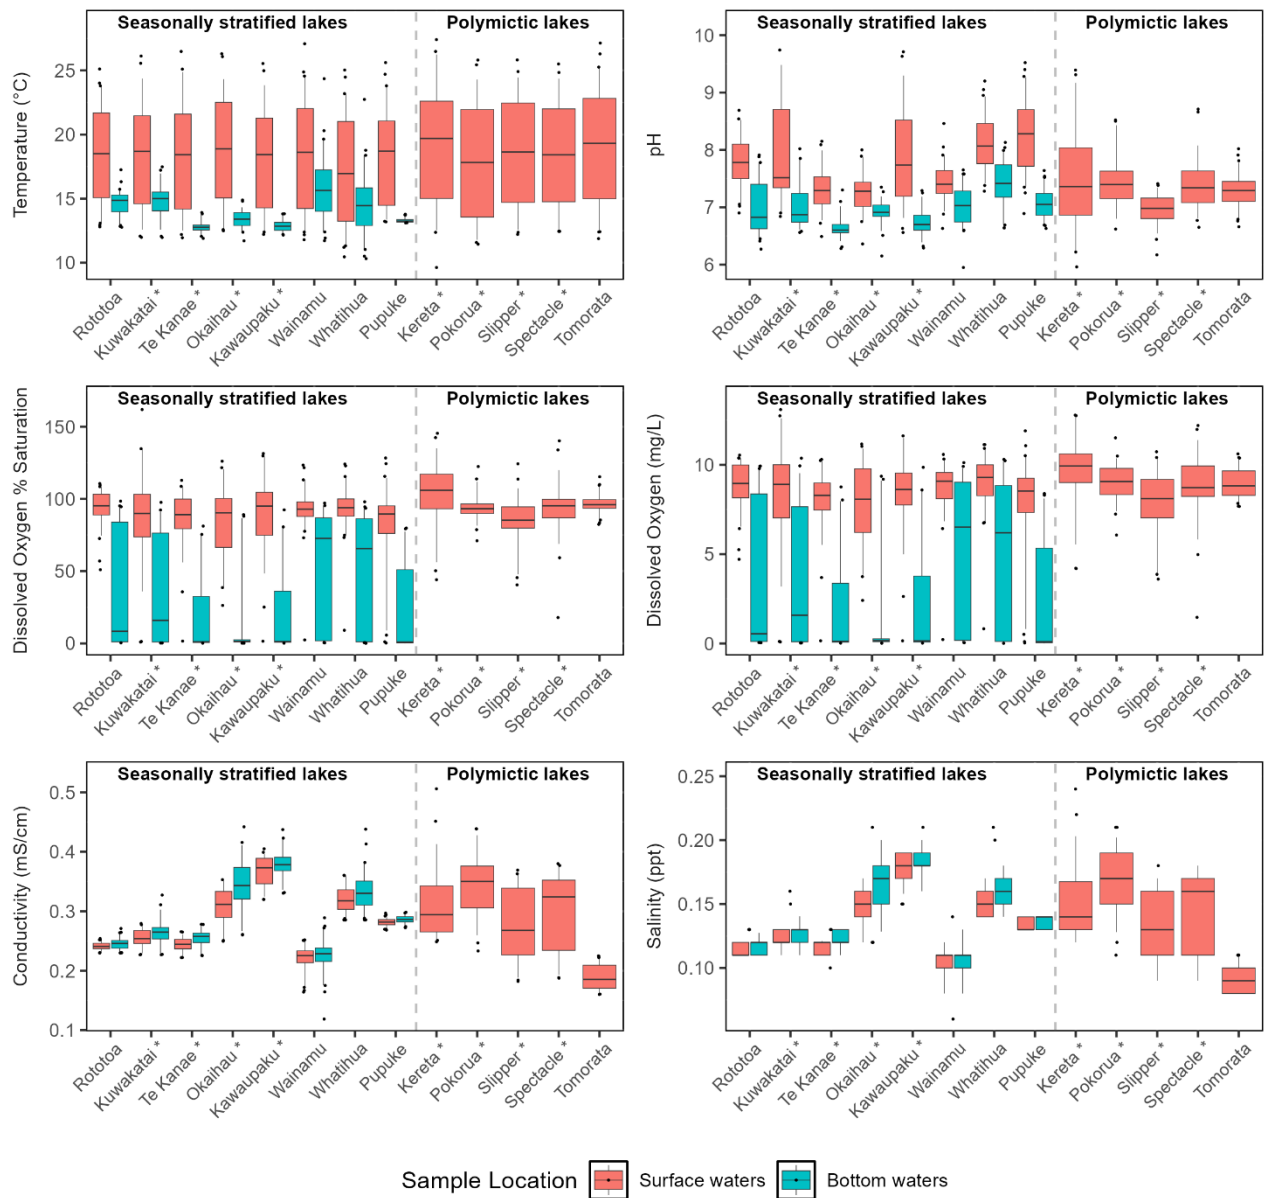 Seasonally stratified lakes Polymictic lakes
Temperature (°C)
25
20
15
10
Rototoa Kuwakatai * Te Kanae * Okaihau * Kawaupaku * Wainamu Whatihua Pupuke Kereta * Pokorua * Slipper * Spectacle * Tomorata
Seasonally stratified lakes Polymictic lakes
pH
10
9
8
7
6
Rototoa Kuwakatai * Te Kanae * Okaihau * Kawaupaku * Wainamu Whatihua Pupuke Kereta * Pokorua * Slipper * Spectacle * Tomorata
Seasonally stratified lakes Polymictic lakes
Dissolved Oxygen % Saturation
150
100
50
0
Rototoa Kuwakatai * Te Kanae * Okaihau * Kawaupaku * Wainamu Whatihua Pupuke Kereta * Pokorua * Slipper * Spectacle * Tomorata
Seasonally stratified lakes Polymictic lakes
Dissolved Oxygen (mg/L)
10
5
0
Rototoa Kuwakatai * Te Kanae * Okaihau * Kawaupaku * Wainamu Whatihua Pupuke Kereta * Pokorua * Slipper * Spectacle * Tomorata
Seasonally stratified lakes Polymictic lakes
Conductivity (mS/cm)
0.5
0.4
0.3
0.2
0.1
Rototoa Kuwakatai * Te Kanae * Okaihau * Kawaupaku * Wainamu Whatihua Pupuke Kereta * Pokorua * Slipper * Spectacle * Tomorata
Seasonally stratified lakes Polymictic lakes
Salinity (ppt)
0.25
0.20
0.15
0.10
Rototoa Kuwakatai * Te Kanae * Okaihau * Kawaupaku * Wainamu Whatihua Pupuke Kereta * Pokorua * Slipper * Spectacle * Tomorata
Sample Location Surface waters Bottom waters